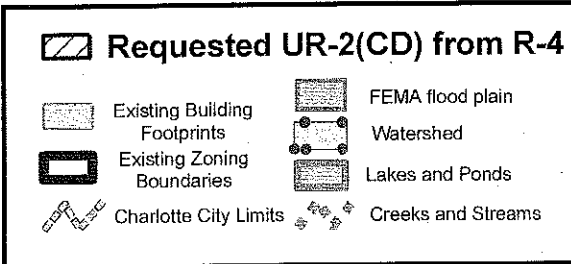 Requested UR-2(CD) from R-4
Existing Building
Footprints
Existing Zoning
Boundaries
Charlotte City Limits
FEMA flood plain
Watershed
Lakes and Ponds
Creeks and Streams